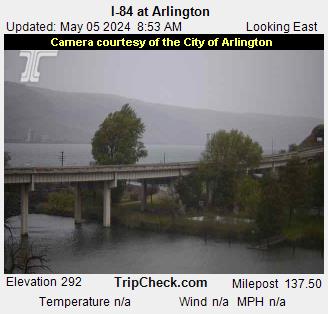 I-84 at Arlington
Updated: May 05 2024 8:53 AM Looking East
Camera courtesy of the City of Arlington
Elevation 292 TripCheck.com Milepost 137.50
Temperature n/a Wind n/a MPH n/a